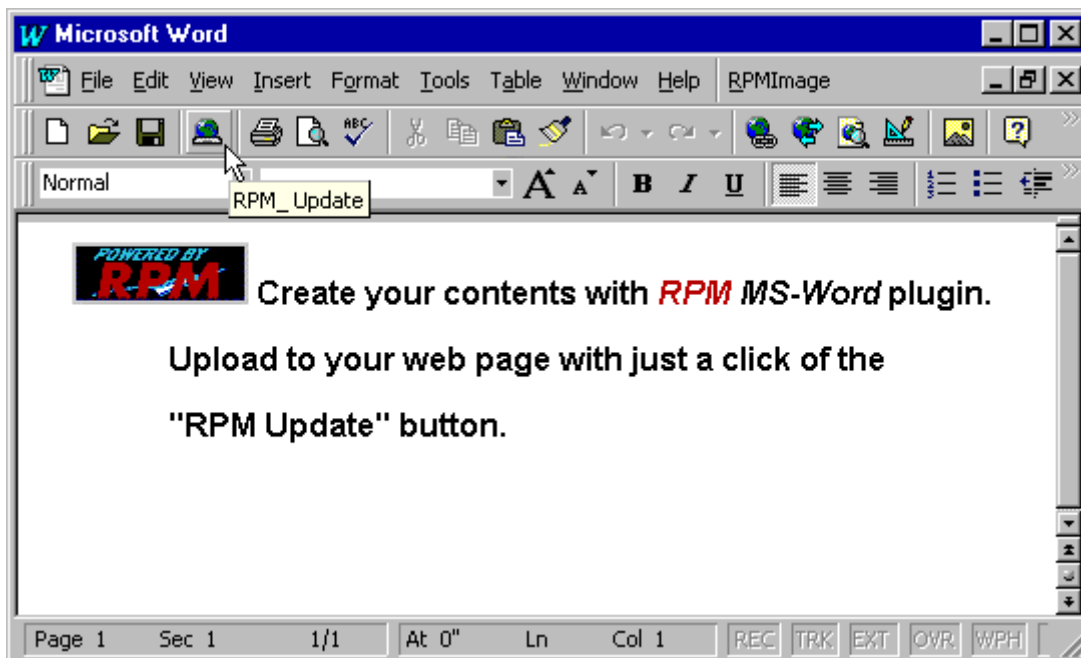 Microsoft Word
File Edit View Insert Format Tools Table Window Help RPMImage
ABC
Normal
A A B I U
RPM_ Update
POWERED BY
RPM
Create your contents with RPM MS-Word plugin.
Upload to your web page with just a click of the
"RPM Update" button.
Page 1 Sec 1 1/1 At 0" Ln Col 1 REC TRK EXT OVR WPH